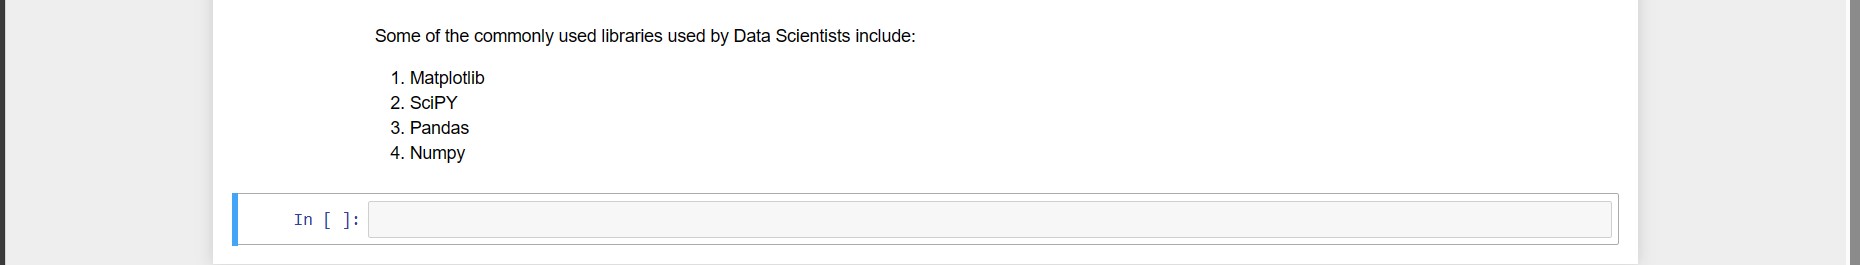 Some of the commonly used libraries used by Data Scientists include:
1. Matplotlib
2. SciPY
3. Pandas
4. Numpy
In [ ]: